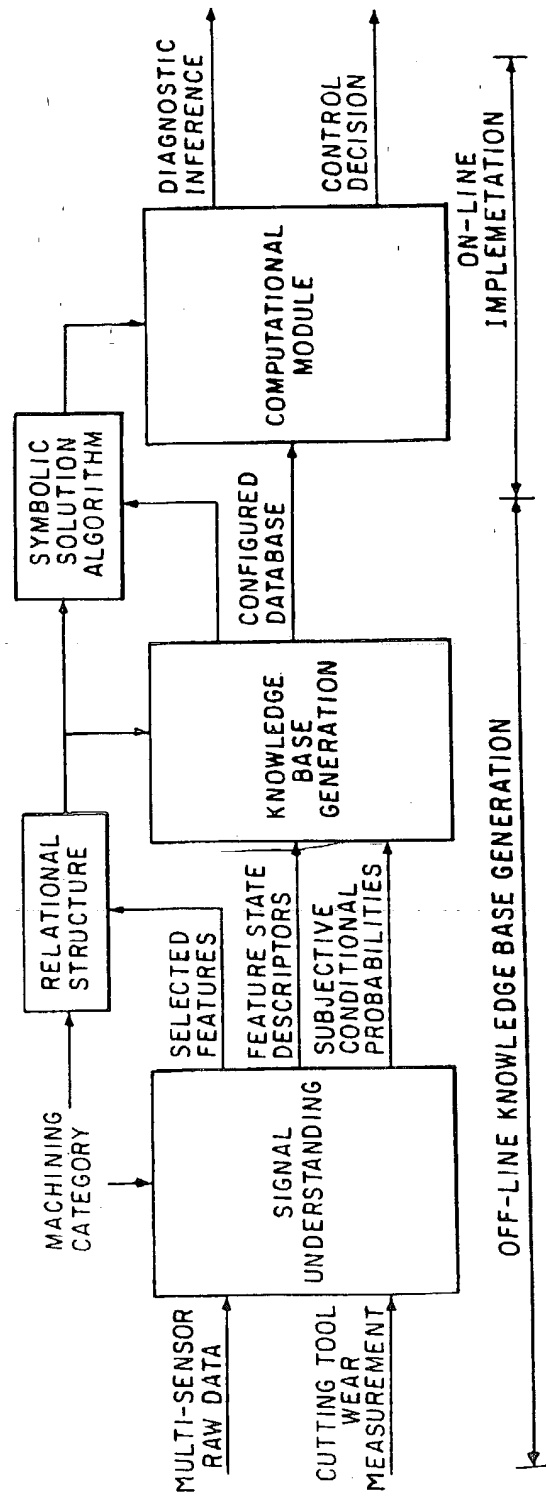 MACHINING
CATEGORY
RELATIONAL
STRUCTURE
SYMBOLIC
SOLUTION
ALGORITHM
MULTI-SENSOR
RAW DATA
CUTTING TOOL
WEAR
MEASUREMENT
SIGNAL
UNDERSTANDING
SELECTED
FEATURES
FEATURE STATE
DESCRIPTORS
SUBJECTIVE
CONDITIONAL
PROBABILITIES
KNOWLEDGE
BASE
GENERATION
CONFIGURED
DATABASE
COMPUTATIONAL
MODULE
DIAGNOSTIC
INFERENCE
CONTROL
DECISION
OFF-LINE KNOWLEDGE BASE GENERATION
ON-LINE
IMPLEMETATION